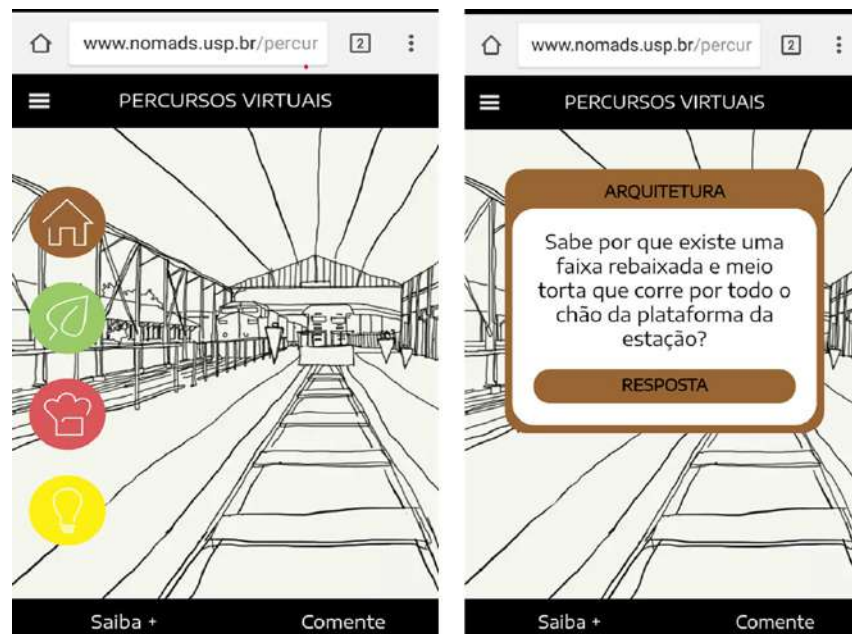 www.nomads.usp.br/percur
2
PERCURSOS VIRTUAIS
Saiba +
Comente
www.nomads.usp.br/percur
2
PERCURSOS VIRTUAIS
ARQUITETURA
Sabe por que existe uma
faixa rebaixada e meio
torta que corre por todo o
chão da plataforma da
estação?
RESPOSTA
Saiba +
Comente